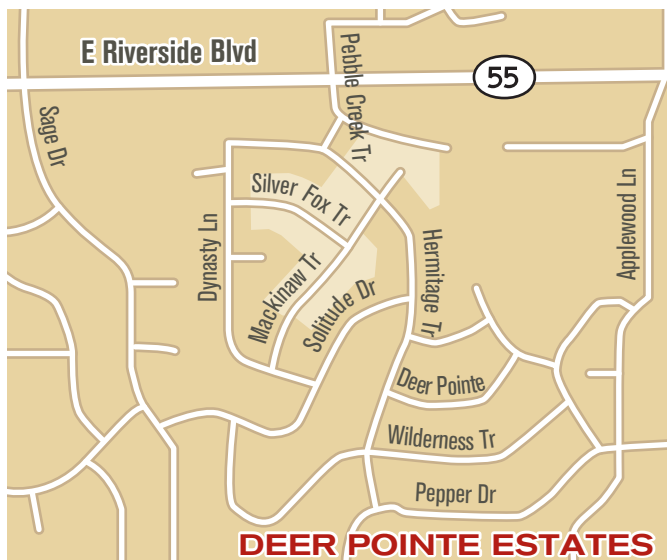 E Riverside Blvd
55
Pebble Creek Tr
Sage Dr
Silver Fox Tr
Dynasty Ln
Mackinaw Tr
Solitude Dr
Hermitage Tr
Applewood Ln
Deer Pointe
Wilderness Tr
Pepper Dr
DEER POINTE ESTATES